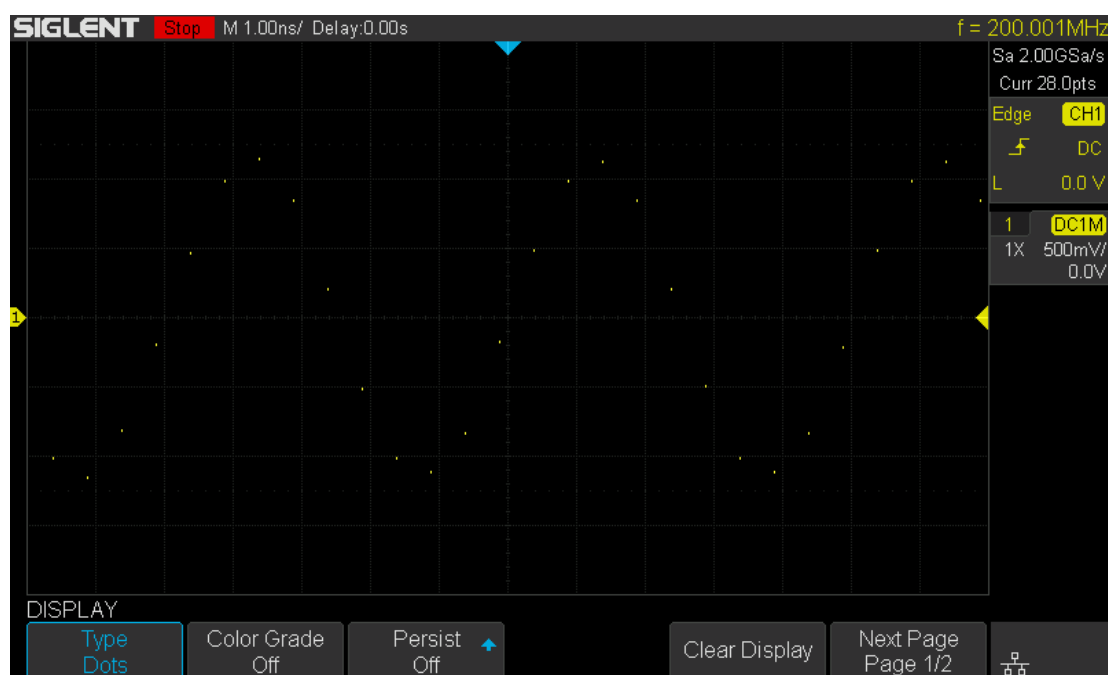 SIGLENT Stop M 1.00ns/ Delay:0.00s f = 200.001MHz
Sa 2.00GSa/s
Curr 28.0pts
Edge CH1
DC
L 0.0 V
1 DC1M
1X 500mV/
0.0V
1
DISPLAY
Type
Dots
Color Grade
Off
Persist
Off
Clear Display
Next Page
Page 1/2